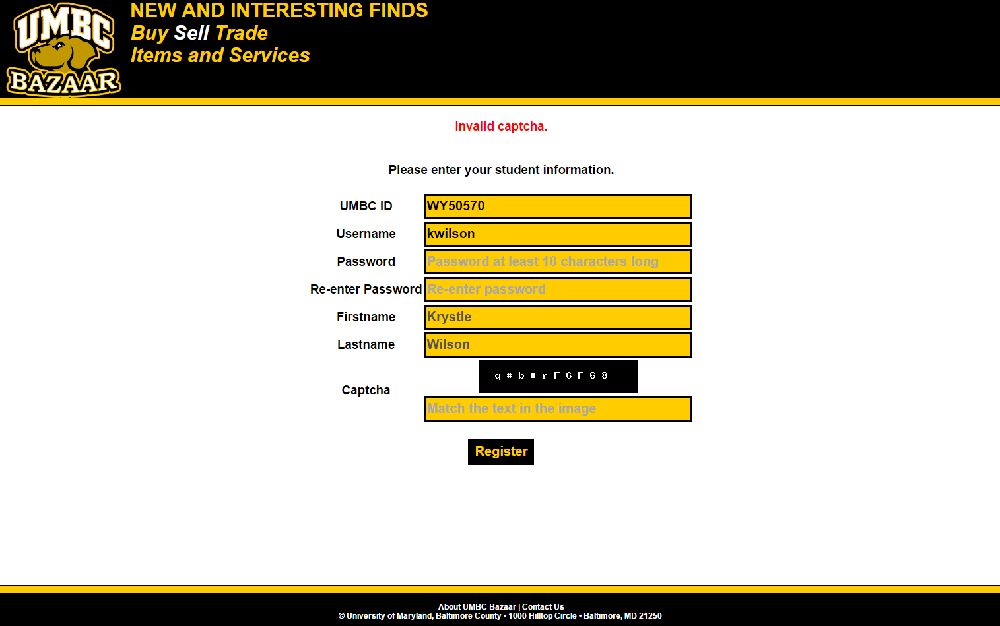 UMBC
BAZAAR
NEW AND INTERESTING FINDS
Buy Sell Trade
Items and Services
Invalid captcha.
Please enter your student information.
UMBC ID WY50570
Username kwilson
Password Password at least 10 characters long
Re-enter Password Re-enter password
Firstname Krystle
Lastname Wilson
q#b#rF6F68
Captcha
Match the text in the image
Register
About UMBC Bazaar | Contact Us
© University of Maryland, Baltimore County • 1000 Hilltop Circle • Baltimore, MD 21250